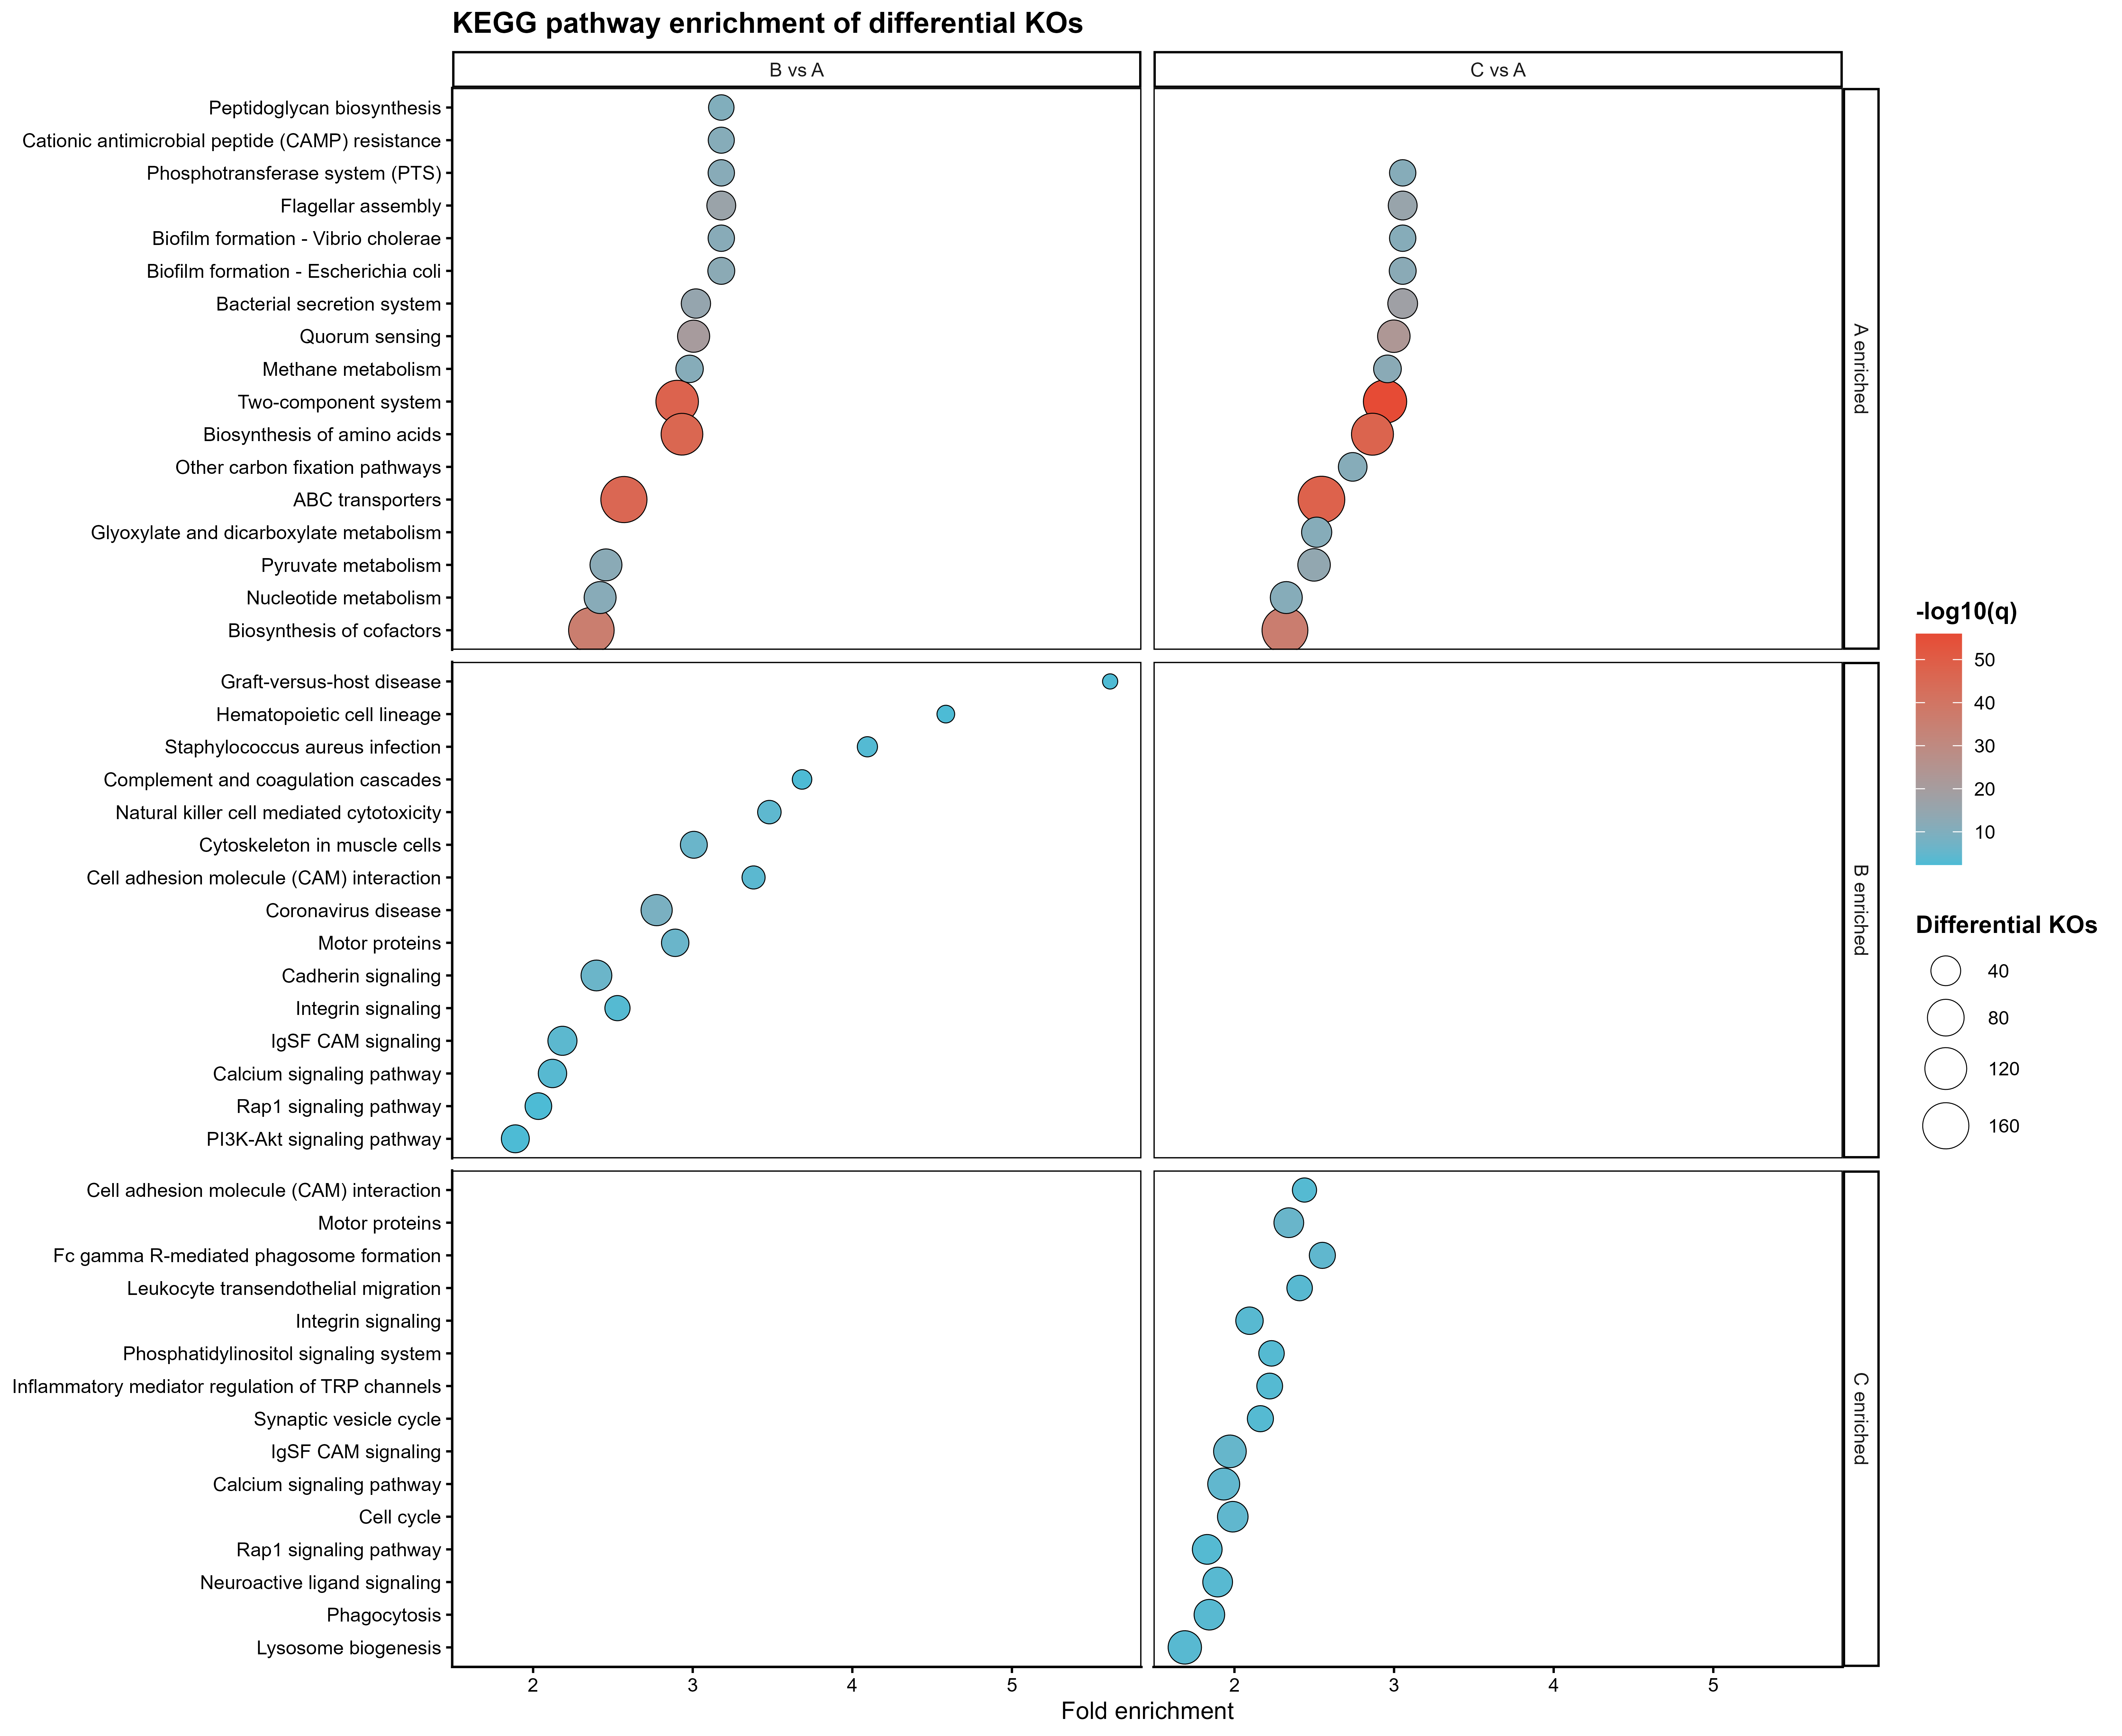 KEGG pathway enrichment of differential KOs
B vs A
C vs A
Peptidoglycan biosynthesis
Cationic antimicrobial peptide (CAMP) resistance
Phosphotransferase system (PTS)
Flagellar assembly
Biofilm formation - Vibrio cholerae
Biofilm formation - Escherichia coli
Bacterial secretion system
Quorum sensing
Methane metabolism
Two-component system
Biosynthesis of amino acids
Other carbon fixation pathways
ABC transporters
Glyoxylate and dicarboxylate metabolism
Pyruvate metabolism
Nucleotide metabolism
Biosynthesis of cofactors
A enriched
Graft-versus-host disease
Hematopoietic cell lineage
Staphylococcus aureus infection
Complement and coagulation cascades
Natural killer cell mediated cytotoxicity
Cytoskeleton in muscle cells
Cell adhesion molecule (CAM) interaction
Coronavirus disease
Motor proteins
Cadherin signaling
Integrin signaling
IgSF CAM signaling
Calcium signaling pathway
Rap1 signaling pathway
PI3K-Akt signaling pathway
B enriched
Cell adhesion molecule (CAM) interaction
Motor proteins
Fc gamma R-mediated phagosome formation
Leukocyte transendothelial migration
Integrin signaling
Phosphatidylinositol signaling system
Inflammatory mediator regulation of TRP channels
Synaptic vesicle cycle
IgSF CAM signaling
Calcium signaling pathway
Cell cycle
Rap1 signaling pathway
Neuroactive ligand signaling
Phagocytosis
Lysosome biogenesis
C enriched
2 3 4 5
2 3 4 5
Fold enrichment
-log10(q)
50
40
30
20
10
Differential KOs
40
80
120
160